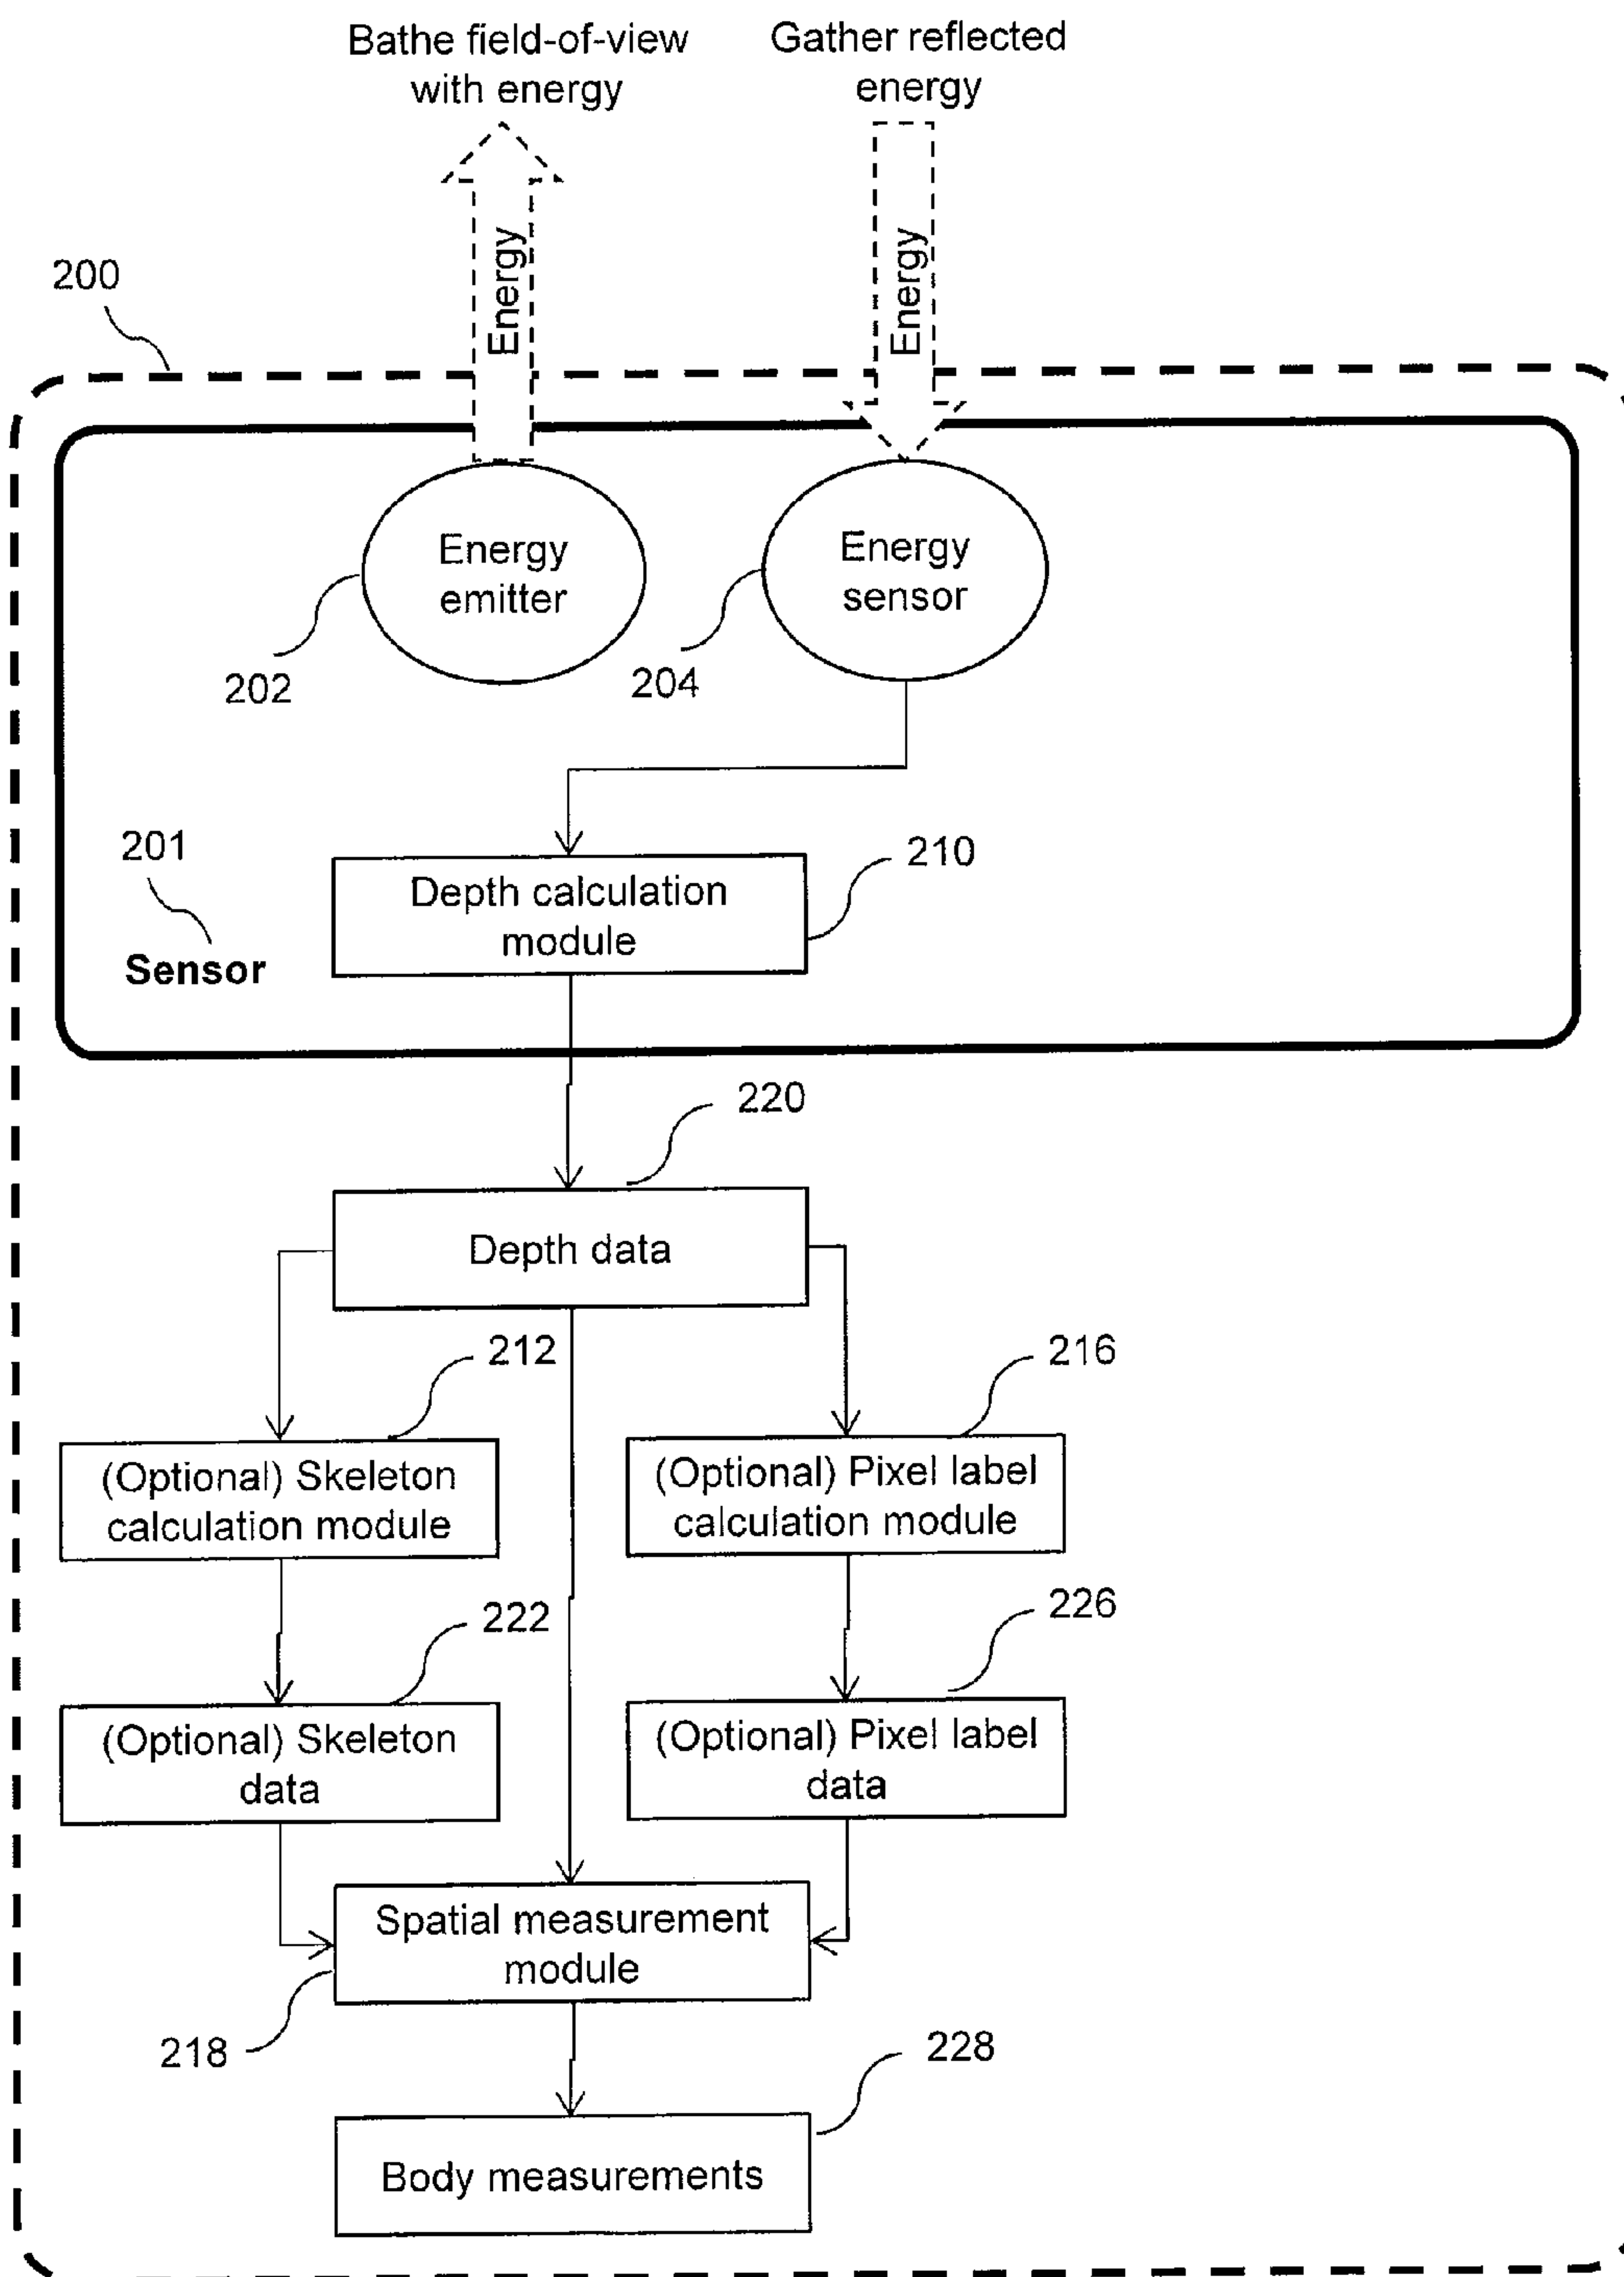 Bathe field-of-view
with energy
Gather reflected
energy
Energy
Energy
200
Energy
emitter
Energy
sensor
202
204
201
210
Depth calculation
module
Sensor
220
Depth data
212
216
(Optional) Skeleton
calculation module
(Optional) Pixel label
calculation module
222
226
(Optional) Skeleton
data
(Optional) Pixel label
data
Spatial measurement
module
218
228
Body measurements